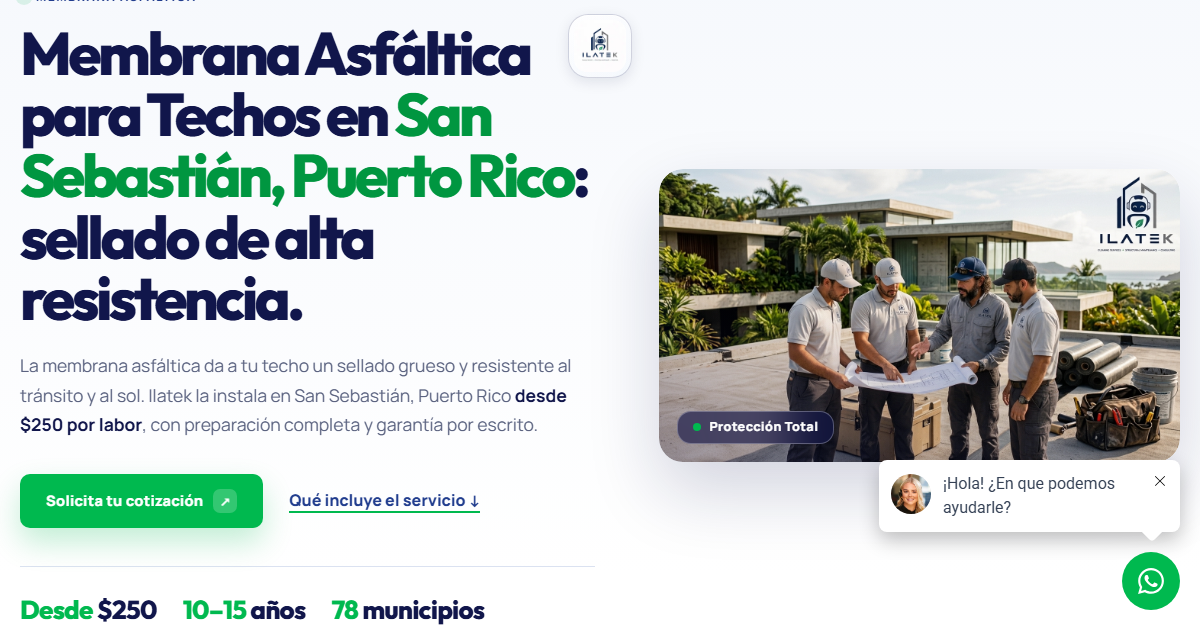 Membrana Asfáltica
para Techos en San
Sebastián, Puerto Rico:
sellado de alta
resistencia.
La membrana asfáltica da a tu techo un sellado grueso y resistente al
tránsito y al sol. Ilatek la instala en San Sebastián, Puerto Rico desde
$250 por labor, con preparación completa y garantía por escrito.
Solicita tu cotización ↗
Qué incluye el servicio ↓
Desde $250 10–15 años 78 municipios
ILATEK
ILATEK
Protección Total
¡Hola! ¿En que podemos
ayudarle?